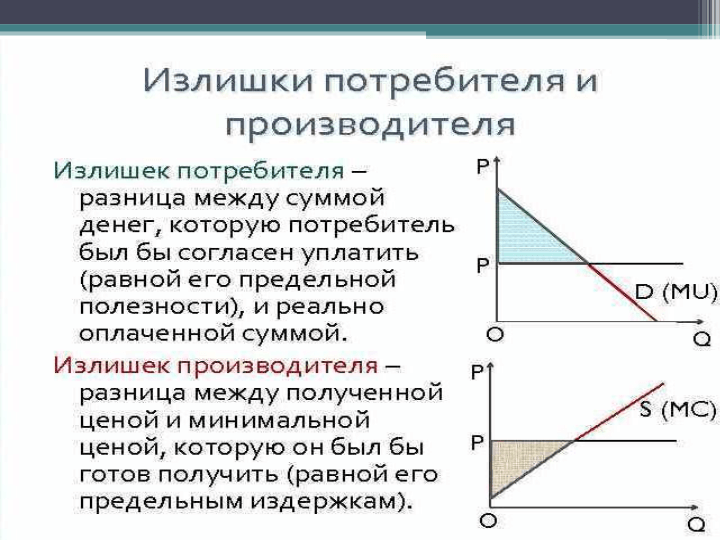 Излишки потребителя и
производителя
Излишек потребителя –
разница между суммой
денег, которую потребитель
был бы согласен уплатить
(равной его предельной
полезности), и реально
оплаченной суммой.
Излишек производителя –
разница между полученной
ценой и минимальной
ценой, которую он был бы
готов получить (равной его
предельным издержкам).
P
P
D (MU)
O
Q
P
S (MC)
P
O
Q